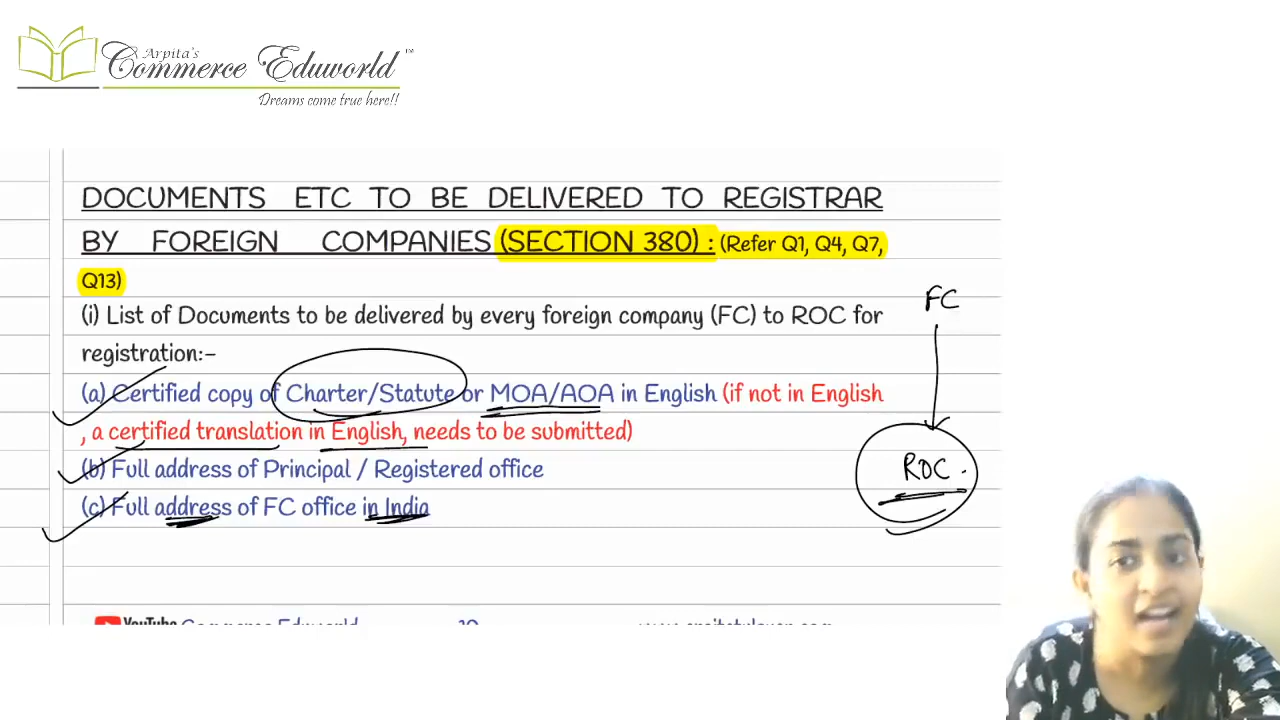 Arpita's
Commerce Eduworld™
Dreams come true here!!
DOCUMENTS ETC TO BE DELIVERED TO REGISTRAR
BY FOREIGN COMPANIES (SECTION 380) : (Refer Q1, Q4, Q7,
Q13)
(i) List of Documents to be delivered by every foreign company (FC) to ROC for
registration:-
(a) Certified copy of Charter/Statute or MOA/AOA in English (if not in English
, a certified translation in English, needs to be submitted)
(b) Full address of Principal / Registered office
(c) Full address of FC office in India
FC
ROC
YouTube Commerce Eduworld